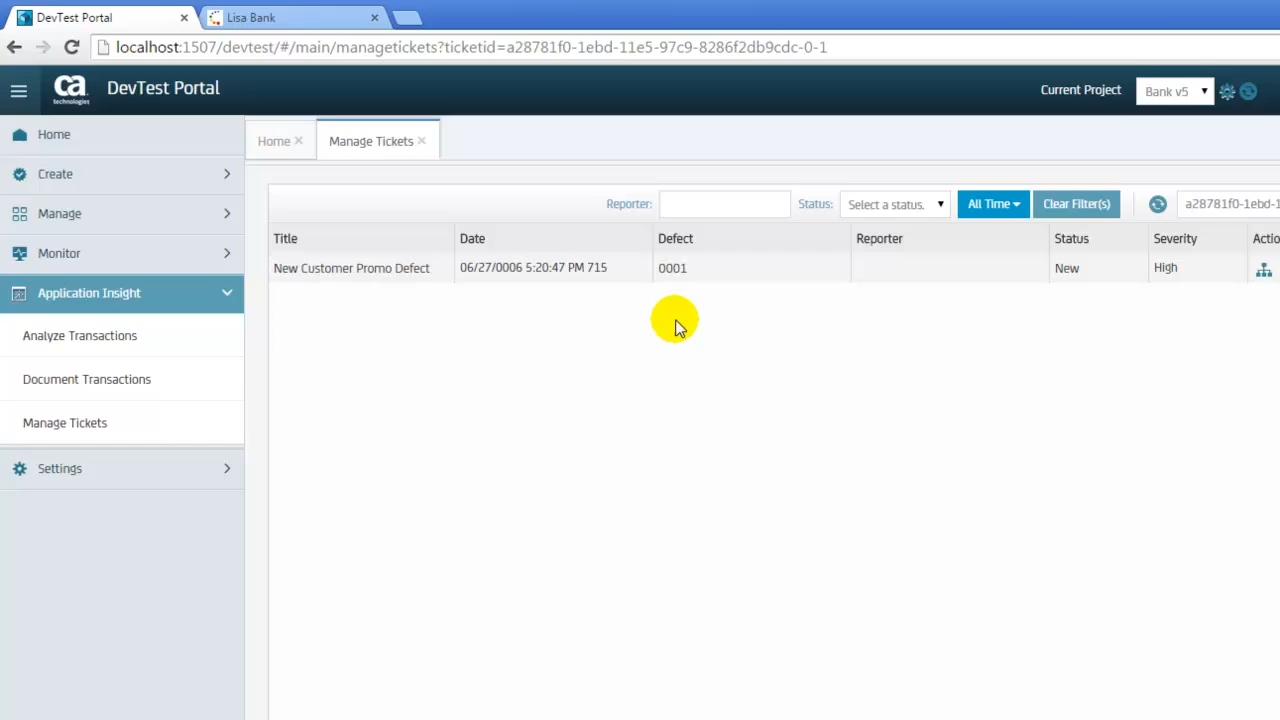 DevTest Portal
Lisa Bank
localhost:1507/devtest/#/main/managetickets?ticketid=a28781f0-1ebd-11e5-97c9-8286f2db9cdc-0-1
ca
technologies
DevTest Portal
Current Project
Bank v5
Home
Create
Manage
Monitor
Application Insight
Analyze Transactions
Document Transactions
Manage Tickets
Settings
Home
Manage Tickets
Reporter:
Status:
Select a status.
All Time
Clear Filter(s)
a28781f0-1ebd-1
Title Date Defect Reporter Status Severity Actio
New Customer Promo Defect 06/27/0006 5:20:47 PM 715 0001 New High